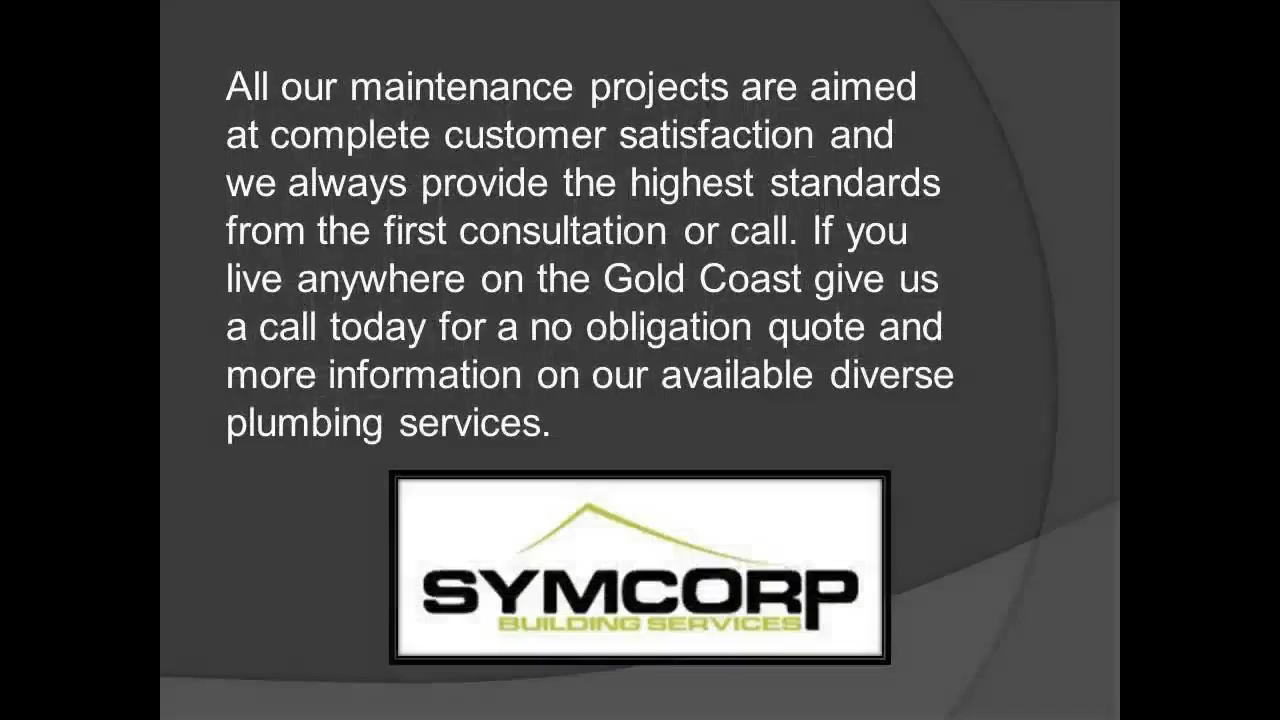 All our maintenance projects are aimed
at complete customer satisfaction and
we always provide the highest standards
from the first consultation or call. If you
live anywhere on the Gold Coast give us
a call today for a no obligation quote and
more information on our available diverse
plumbing services.
SYMCORP
BUILDING SERVICES